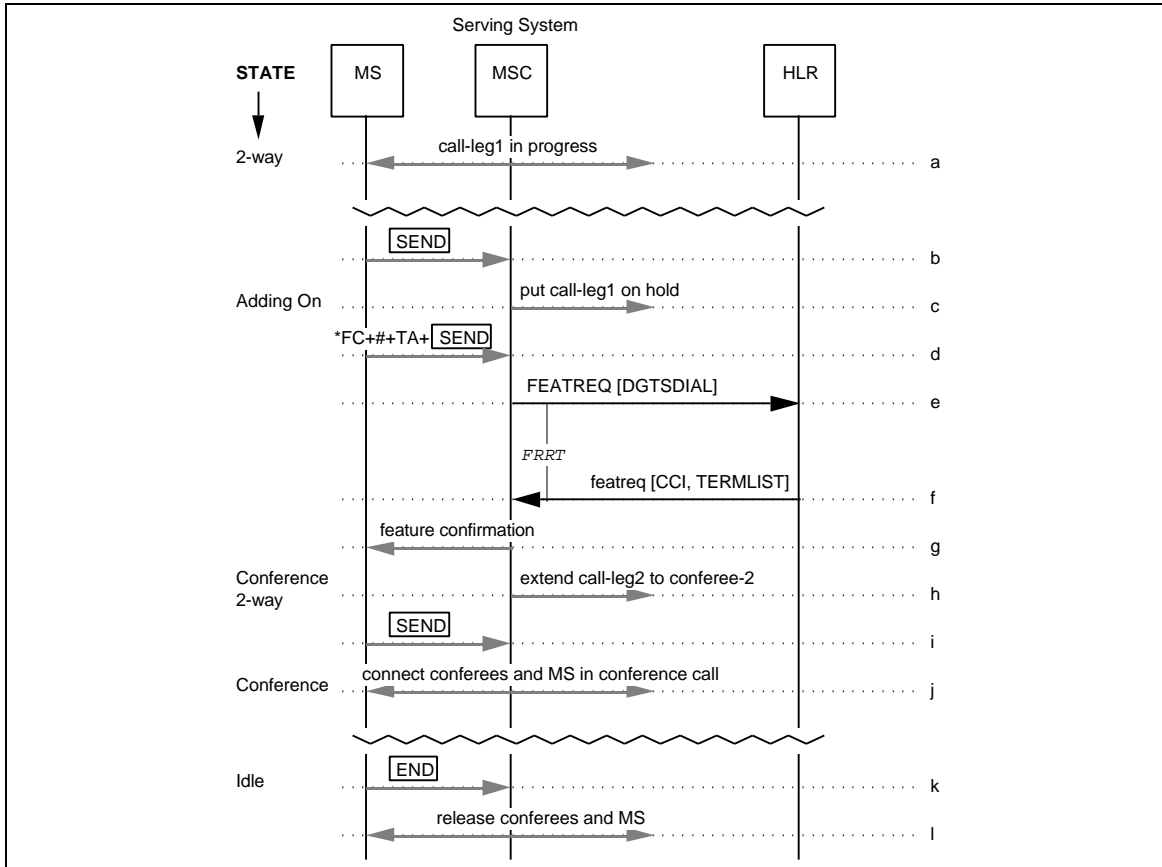 Serving System
STATE MS MSC HLR
2-way call-leg1 in progress a
SEND b
Adding On put call-leg1 on hold c
*FC+#+TA+ SEND d
FEATREQ [DGTSDIAL] e
FRRT
featreq [CCI, TERMLIST] f
feature confirmation g
Conference
2-way extend call-leg2 to conferee-2 h
SEND i
Conference connect conferees and MS in conference call j
Idle END k
release conferees and MS l